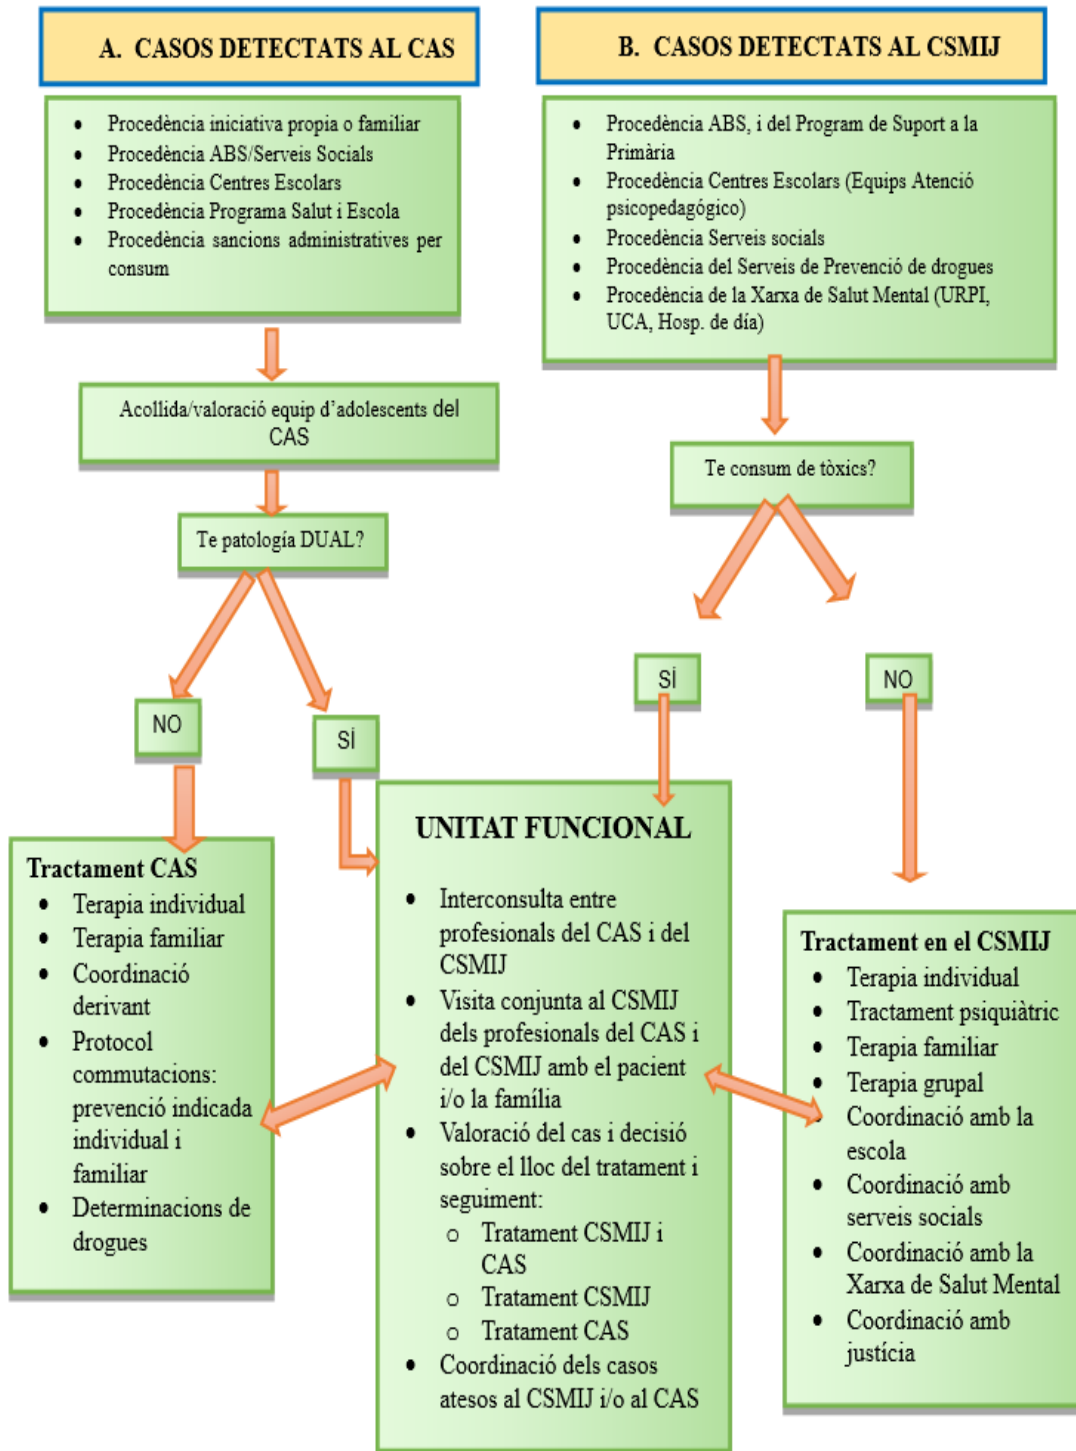 A. CASOS DETECTATS AL CAS
• Procedència iniciativa propia o familiar
• Procedència ABS/Serveis Socials
• Procedència Centres Escolars
• Procedència Programa Salut i Escola
• Procedència sancions administratives per
consum
Acollida/valoració equip d'adolescents del
CAS
Te patología DUAL?
NO
SÍ
B. CASOS DETECTATS AL CSMIJ
• Procedència ABS, i del Program de Suport a la
Primària
• Procedència Centres Escolars (Equips Atenció
psicopedagógico)
• Procedència Serveis socials
• Procedència del Serveis de Prevenció de drogues
• Procedència de la Xarxa de Salut Mental (URPI,
UCA, Hosp. de día)
Te consum de tòxics?
SÍ
NO
Tractament CAS
• Terapia individual
• Terapia familiar
• Coordinació
derivant
• Protocol
commutacions:
prevenció indicada
individual i
familiar
• Determinacions de
drogues
UNITAT FUNCIONAL
• Interconsulta entre
profesionals del CAS i del
CSMIJ
• Visita conjunta al CSMIJ
dels profesionals del CAS i
del CSMIJ amb el pacient
i/o la família
• Valoració del cas i decisió
sobre el lloc del tratament i
seguiment:
o Tratament CSMIJ i
CAS
o Tratament CSMIJ
o Tratament CAS
• Coordinació dels casos
atesos al CSMIJ i/o al CAS
Tractament en el CSMIJ
• Terapia individual
• Tractament psiquiàtric
• Terapia familiar
• Terapia grupal
• Coordinació amb la
escola
• Coordinació amb
serveis socials
• Coordinació amb la
Xarxa de Salut Mental
• Coordinació amb
justícia